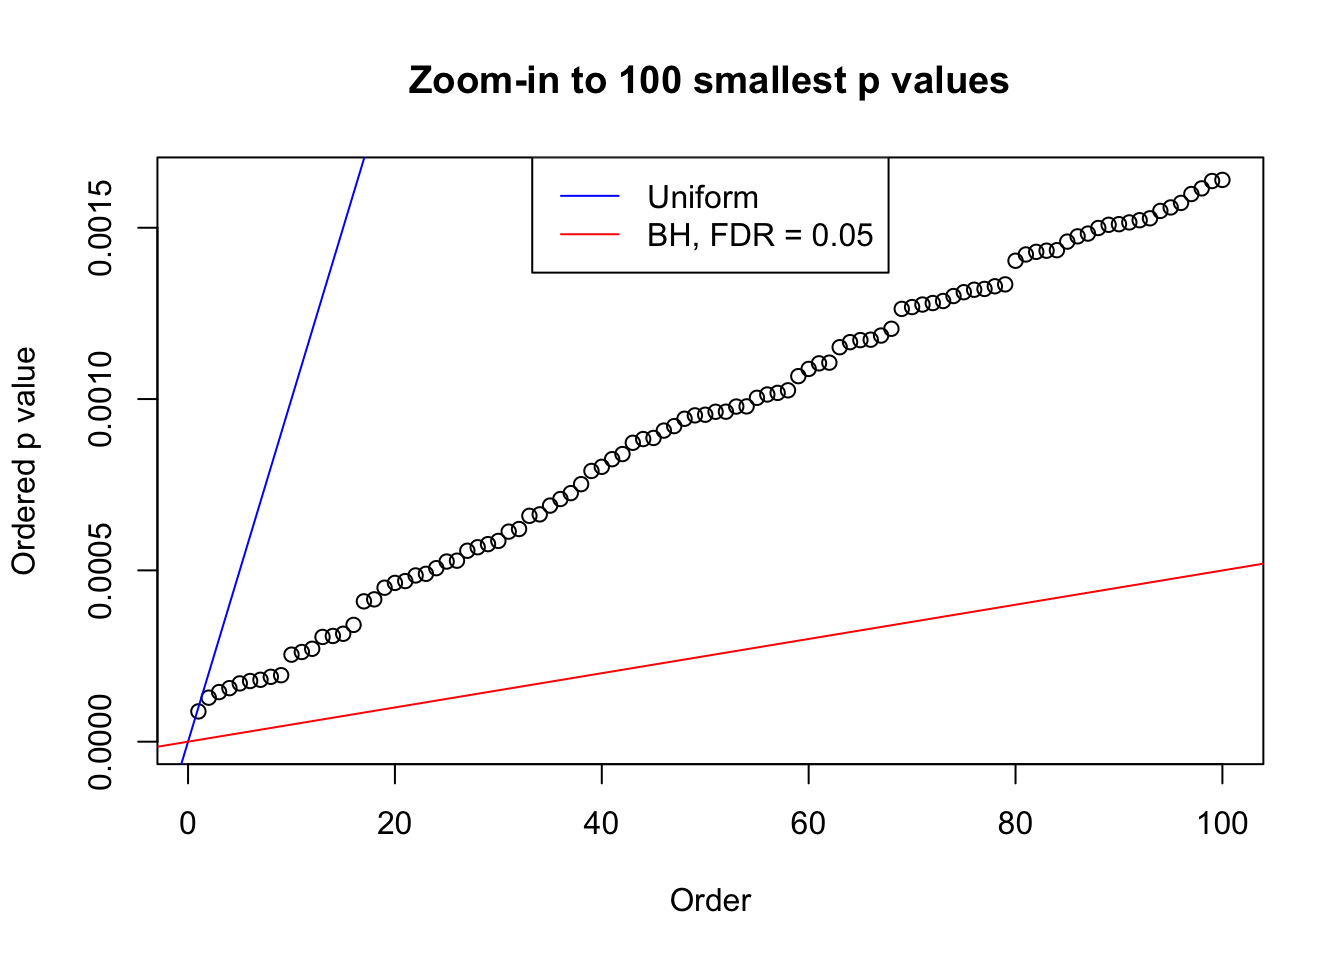 Zoom-in to 100 smallest p values
Uniform
BH, FDR = 0.05
Ordered p value
0.0015
0.0010
0.0005
0.0000
0 20 40 60 80 100
Order